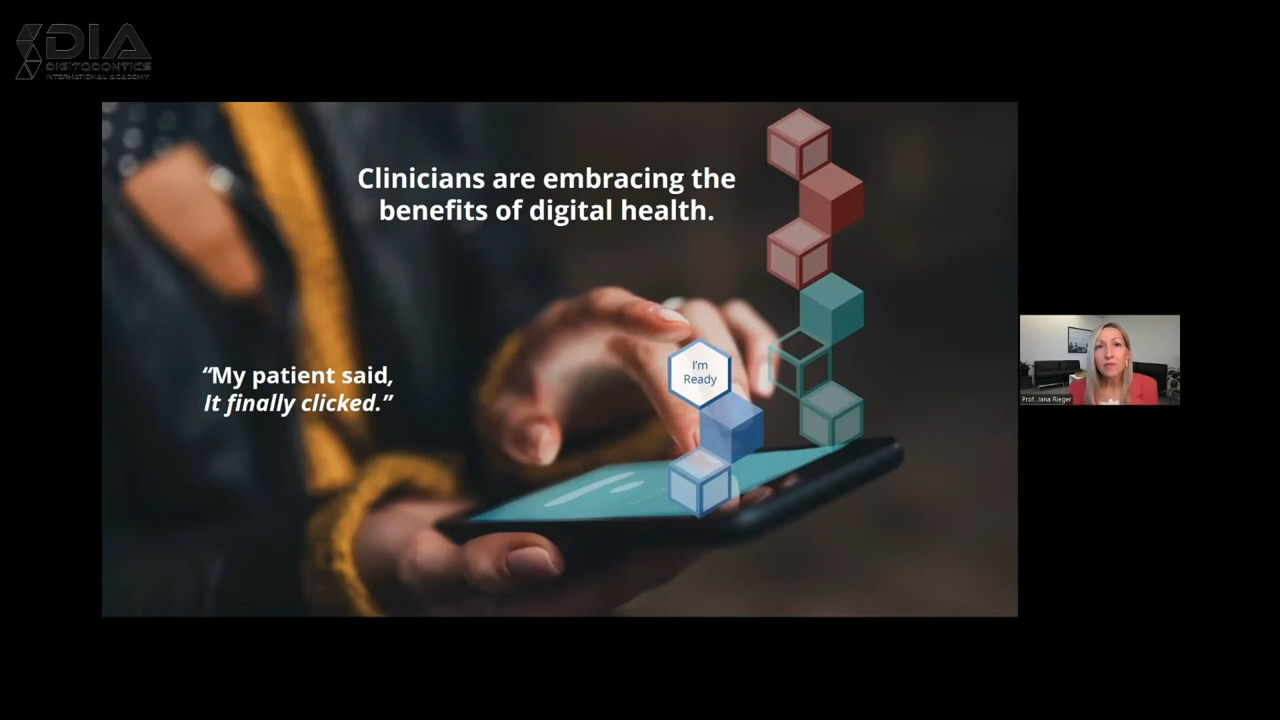 DIA
DIGITODONTICS
INTERNATIONAL ACADEMY
Clinicians are embracing the
benefits of digital health.
I'm
Ready
“My patient said,
It finally clicked.”
Prof. Jana Rieger